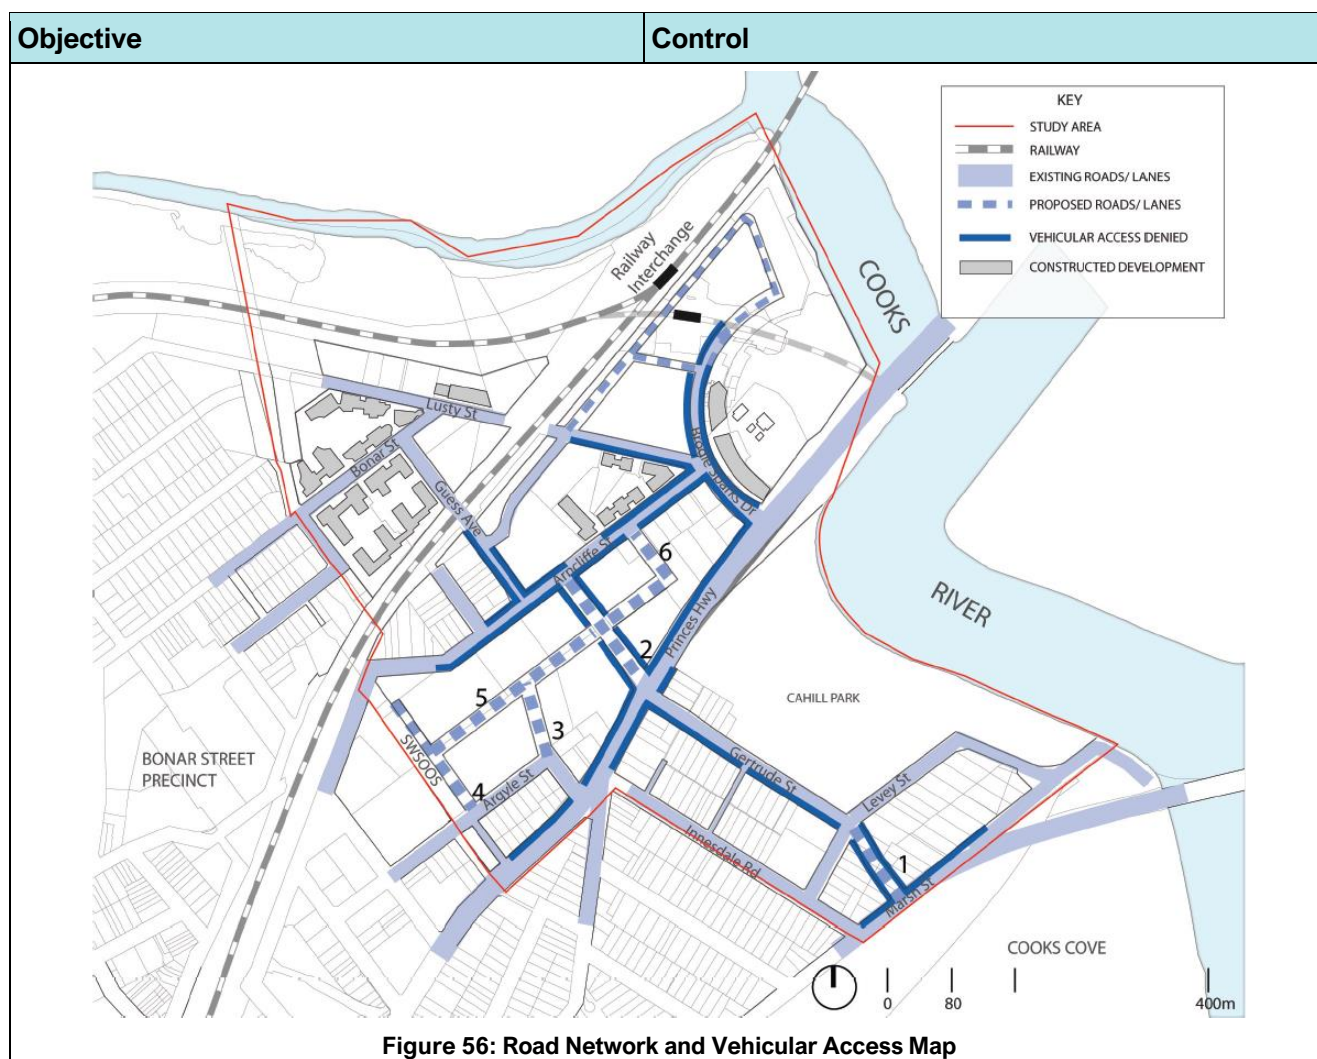 Objective
Control
KEY
STUDY AREA
RAILWAY
EXISTING ROADS/ LANES
PROPOSED ROADS/ LANES
VEHICULAR ACCESS DENIED
CONSTRUCTED DEVELOPMENT
Railway
Interchange
COOKS
RIVER
Lusty St
Bonar St
Guess Ave
Brodie Sparks Dr
Arncliffe St
6
Princes Hwy
2
5
3
SWSOOS
4
Argyle St
BONAR STREET
PRECINCT
CAHILL PARK
Gertrude St
Levey St
Innesdale Rd
1
Marsh St
COOKS COVE
0
80
400m
Figure 56: Road Network and Vehicular Access Map